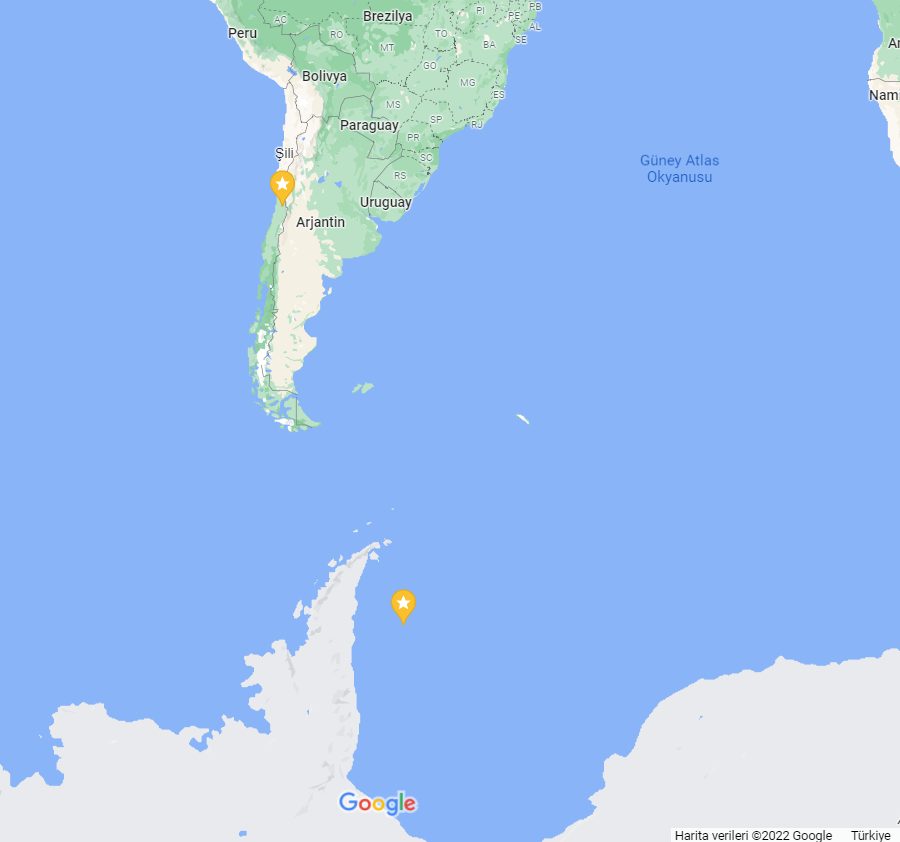 Brezilya
PB
PI
PE
AC
AL
Peru
RO
TO
SE
BA
MT
GO
Bolivya
MG
ES
Nam
MS
SP
Paraguay
RJ
PR
Şili
SC
Güney Atlas
Okyanusu
RS
Uruguay
Arjantin
Google
Harita verileri ©2022 Google Türkiye